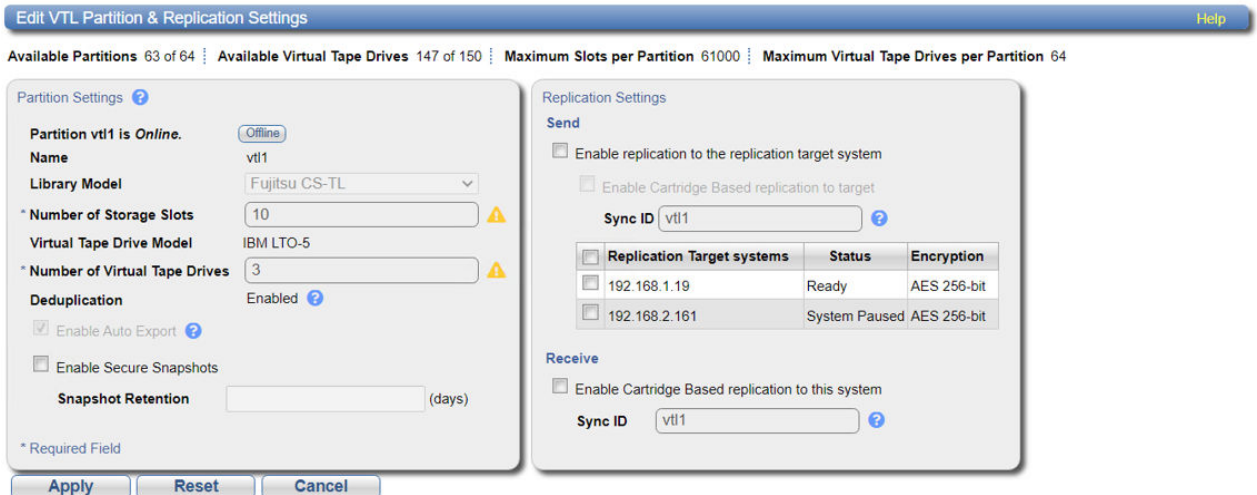 Edit VTL Partition & Replication Settings Help
Available Partitions 63 of 64 Available Virtual Tape Drives 147 of 150 Maximum Slots per Partition 61000 Maximum Virtual Tape Drives per Partition 64
Partition Settings ?
Partition vtl1 is Online. Offline
Name vtl1
Library Model Fujitsu CS-TL
* Number of Storage Slots 10
Virtual Tape Drive Model IBM LTO-5
* Number of Virtual Tape Drives 3
Deduplication Enabled ?
Enable Auto Export ?
Enable Secure Snapshots
Snapshot Retention (days)
* Required Field
Replication Settings
Send
Enable replication to the replication target system
Enable Cartridge Based replication to target
Sync ID vtl1 ?
Replication Target systems Status Encryption
192.168.1.19 Ready AES 256-bit
192.168.2.161 System Paused AES 256-bit
Receive
Enable Cartridge Based replication to this system
Sync ID vtl1 ?
Apply Reset Cancel